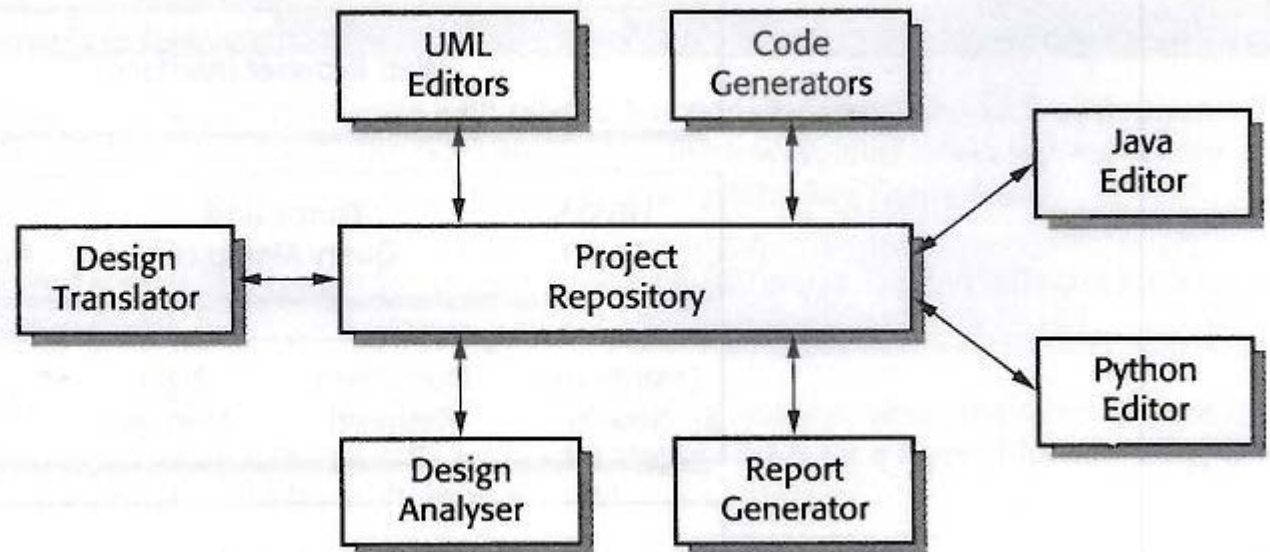 UML
Editors
Code
Generators
Java
Editor
Design
Translator
Project
Repository
Python
Editor
Design
Analyser
Report
Generator